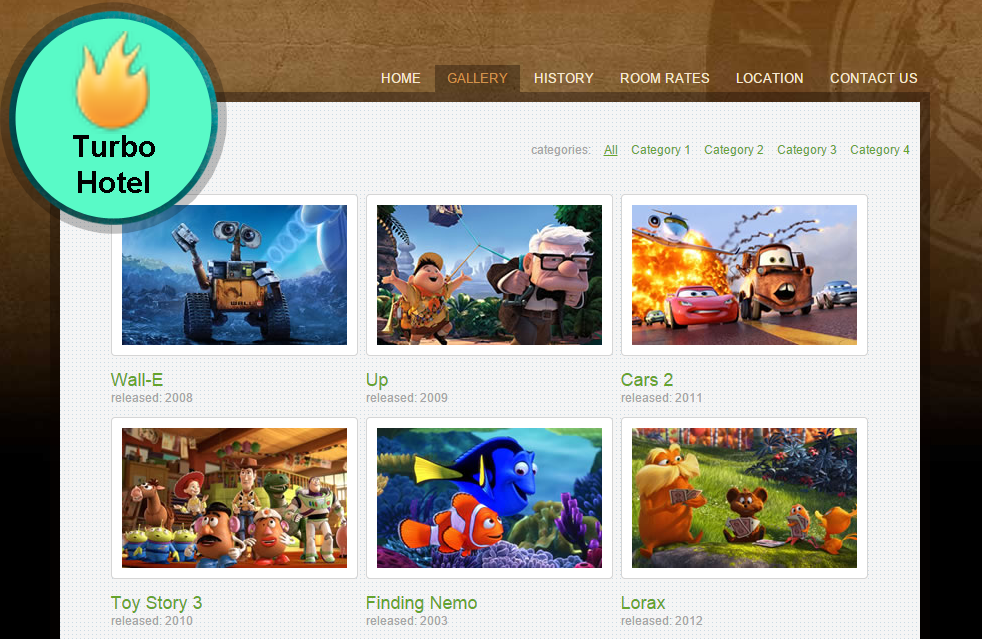 Turbo
Hotel
HOME GALLERY HISTORY ROOM RATES LOCATION CONTACT US
categories: All Category 1 Category 2 Category 3 Category 4
WALL
Wall-E Up Cars 2
released: 2008 released: 2009 released: 2011
Toy Story 3 Finding Nemo Lorax
released: 2010 released: 2003 released: 2012